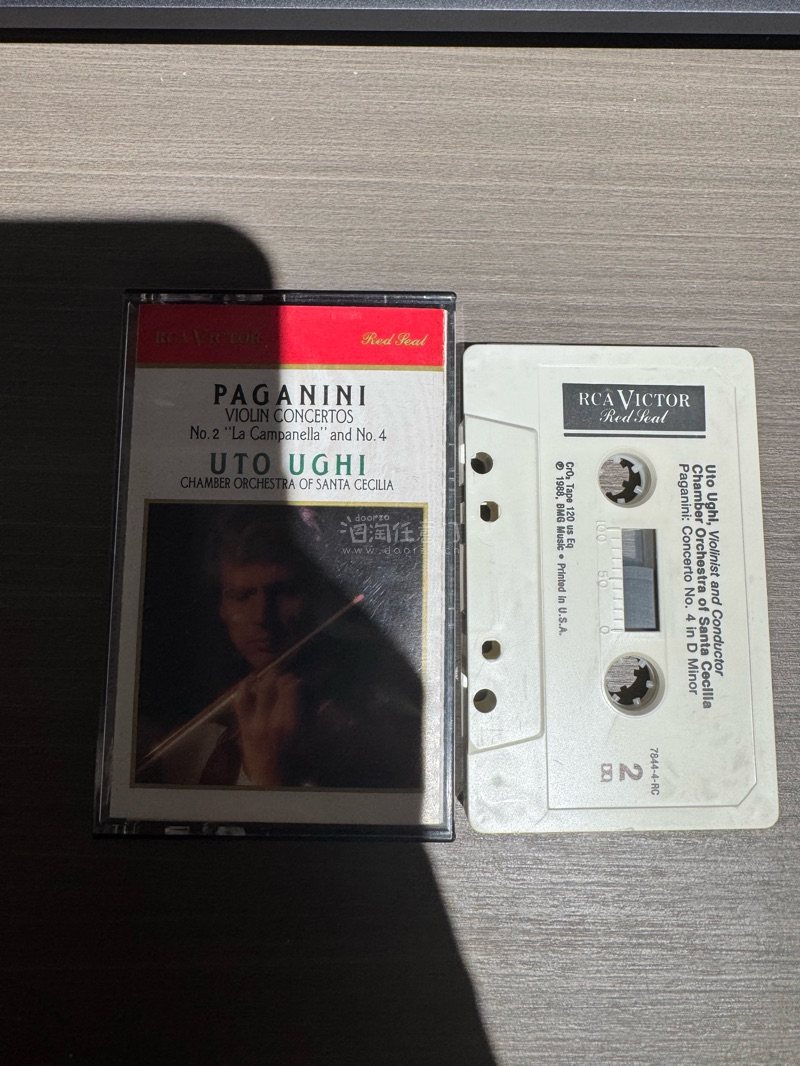 RCA VICTOR
Red Seal
PAGANINI
VIOLIN CONCERTOS
No. 2 "La Campanella" and No. 4
UTO UGHI
CHAMBER ORCHESTRA OF SANTA CECILIA
DOOPZO
RCA VICTOR
Red Seal
Uto Ughi, Violinist and Conductor
Chamber Orchestra of Santa Cecilia
Paganini: Concerto No. 4 in D Minor
100 50 0
CrO₂ Tape 120 us Eq
℗ 1988, BMG Music • Printed in U.S.A.
7844-4-RC
2